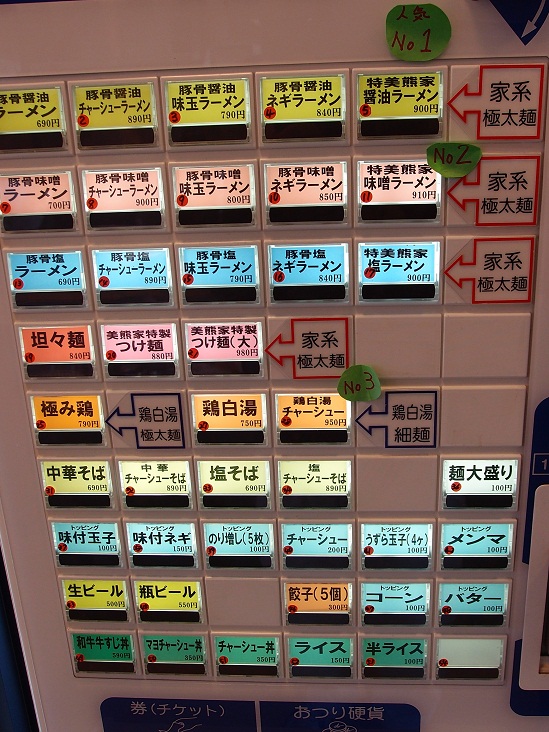 人気
No1
豚骨醤油
ラーメン
690円
豚骨醤油
チャーシューラーメン
890円
豚骨醤油
味玉ラーメン
790円
豚骨醤油
ネギラーメン
840円
特美熊家
醤油ラーメン
900円
家系
極太麺
No2
豚骨味噌
ラーメン
700円
豚骨味噌
チャーシューラーメン
900円
豚骨味噌
味玉ラーメン
800円
豚骨味噌
ネギラーメン
850円
特美熊家
味噌ラーメン
910円
家系
極太麺
豚骨塩
ラーメン
690円
豚骨塩
チャーシューラーメン
890円
豚骨塩
味玉ラーメン
790円
豚骨塩
ネギラーメン
840円
特美熊家
塩ラーメン
900円
家系
極太麺
坦々麺
840円
美熊家特製
つけ麺
880円
美熊家特製
つけ麺(大)
980円
家系
極太麺
No3
極み鶏
790円
鶏白湯
極太麺
鶏白湯
750円
鶏白湯
チャーシュー
950円
鶏白湯
細麺
中華そば
690円
中華
チャーシューそば
890円
塩そば
690円
塩
チャーシューそば
890円
麺大盛り
100円
トッピング
味付玉子
100円
トッピング
味付ネギ
150円
トッピング
のり増し(5枚)
100円
トッピング
チャーシュー
200円
トッピング
うずら玉子(4ヶ)
100円
トッピング
メンマ
100円
生ビール
500円
瓶ビール
550円
餃子(5個)
300円
トッピング
コーン
100円
トッピング
バター
100円
和牛牛すじ丼
マヨチャーシュー丼
チャーシュー丼
350円
ライス
150円
半ライス
100円
券(チケット)
おつり硬貨